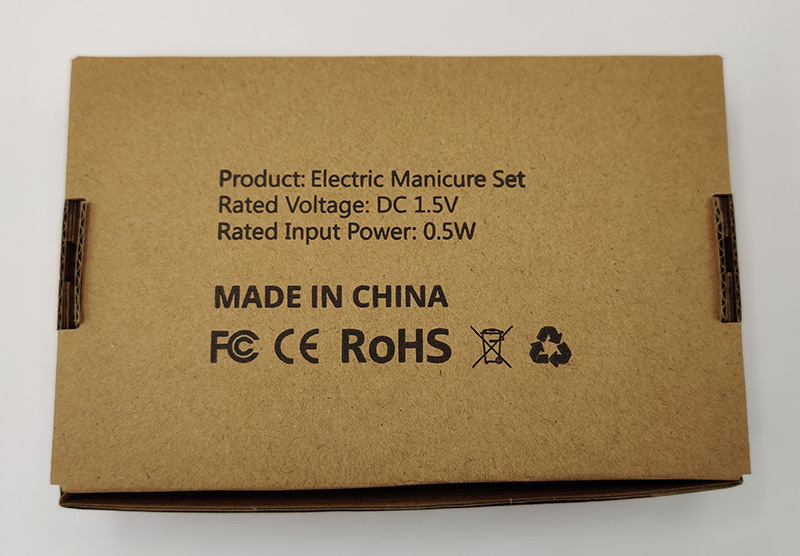 Product: Electric Manicure Set
Rated Voltage: DC 1.5V
Rated Input Power: 0.5W
MADE IN CHINA
FC CE RoHS